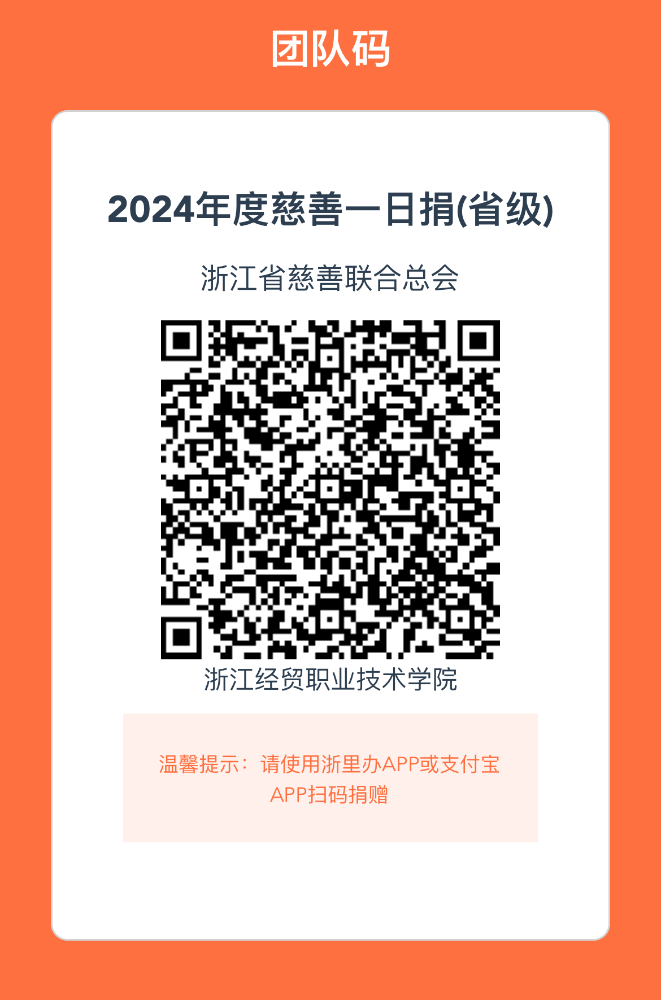 团队码
2024年度慈善一日捐(省级)
浙江省慈善联合总会
浙江经贸职业技术学院
温馨提示：请使用浙里办APP或支付宝
APP扫码捐赠